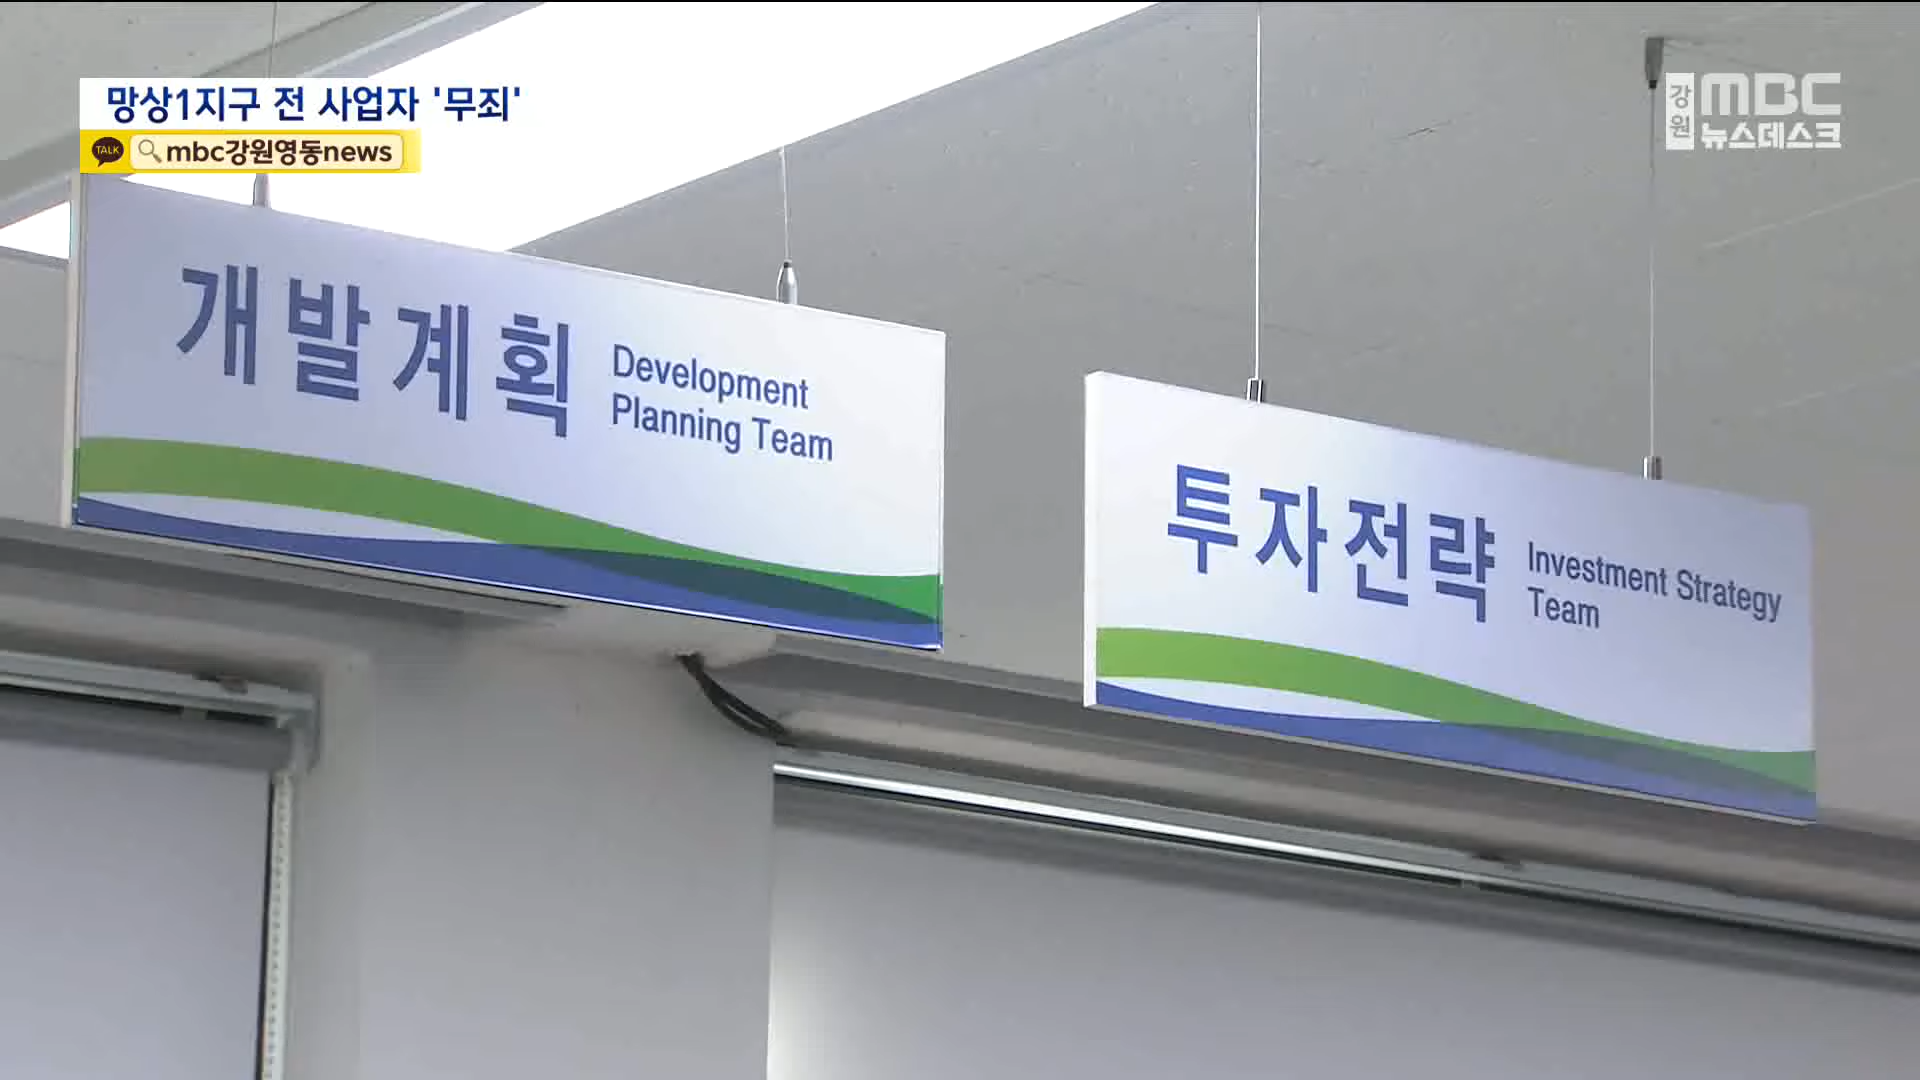 망상1지구 전 사업자 '무죄'
TALK
mbc강원영동news
강원
MBC
뉴스데스크
개발계획
Development
Planning Team
투자전략
Investment Strategy
Team